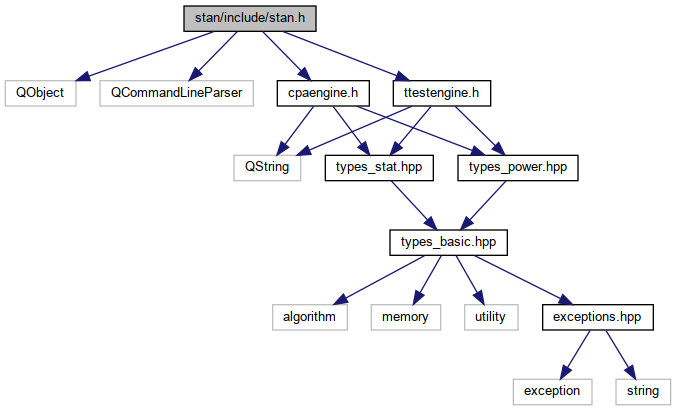 stan/include/stan.h
QObject
QCommandLineParser
cpaengine.h
ttestengine.h
QString
types_stat.hpp
types_power.hpp
types_basic.hpp
algorithm
memory
utility
exceptions.hpp
exception
string